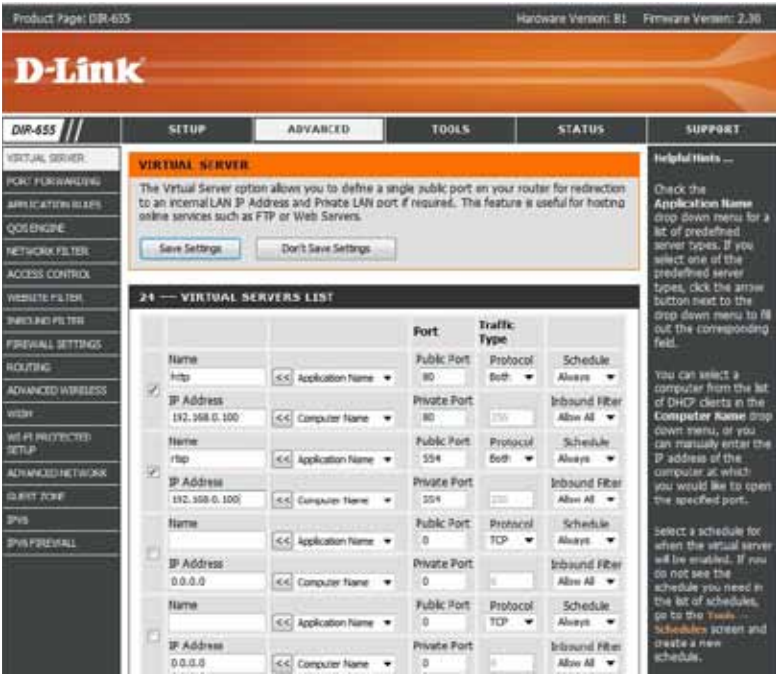 Product Page: DIR-655 Hardware Version: B1 Firmware Version: 2.30
D-Link
DIR-655 SETUP ADVANCED TOOLS STATUS SUPPORT
VIRTUAL SERVER
PORT FORWARDING
APPLICATION RULES
QOS ENGINE
NETWORK FILTER
ACCESS CONTROL
WEBSITE FILTER
INBOUND FILTER
FIREWALL SETTINGS
ROUTING
ADVANCED WIRELESS
WISH
WI-FI PROTECTED
SETUP
ADVANCED NETWORK
GUEST ZONE
IPV6
IPV6 FIREWALL
VIRTUAL SERVER
The Virtual Server option allows you to define a single public port on your router for redirection
to an internal LAN IP Address and Private LAN port if required. The feature is useful for hosting
online services such as FTP or Web Servers.
Save Settings Don't Save Settings
24 -- VIRTUAL SERVERS LIST
Port Traffic
Type
Name Public Port Protocol Schedule
http << Application Name 80 Both Always
IP Address Private Port Inbound Filter
192.168.0.100 << Computer Name 80 Allow All
Name Public Port Protocol Schedule
rtsp << Application Name 554 Both Always
IP Address Private Port Inbound Filter
192.168.0.100 << Computer Name 554 Allow All
Name Public Port Protocol Schedule
<< Application Name 0 TCP Always
IP Address Private Port Inbound Filter
0.0.0.0 << Computer Name 0 6 Allow All
Name Public Port Protocol Schedule
<< Application Name 0 TCP Always
IP Address Private Port Inbound Filter
0.0.0.0 << Computer Name 0 6 Allow All
Helpful Hints ...
Check the
Application Name
drop down menu for a
list of predefined
server types. If you
select one of the
predefined server
types, click the arrow
button next to the
drop down menu to fill
out the corresponding
field.
You can select a
computer from the list
of DHCP clients in the
Computer Name drop
down menu, or you
can manually enter the
IP address of the
computer at which
you would like to open
the specified port.
Select a schedule for
when the virtual server
will be enabled. If you
do not see the
schedule you need in
the list of schedules,
go to the Tools
Schedules screen and
create a new
schedule.